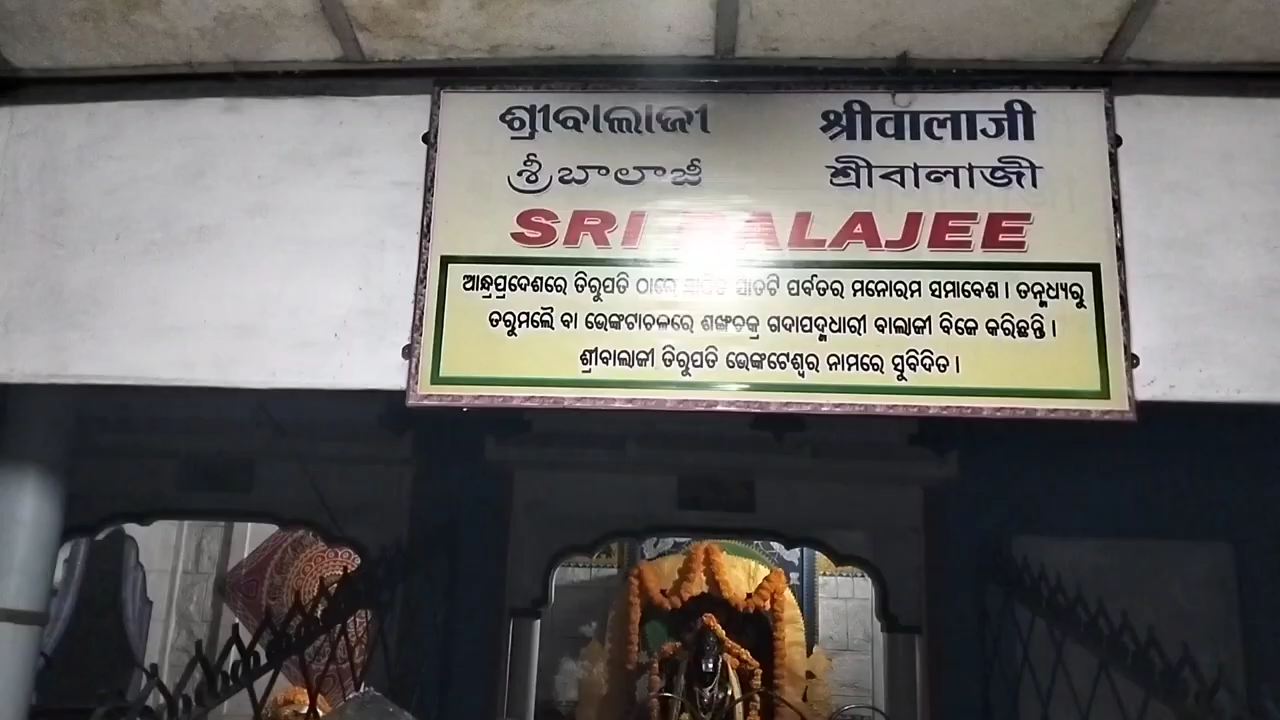 ଶ୍ରୀବାଲାଜୀ श्रीबालाजी
శ్రీబాలాజీ শ্রীবালাজী
SRI BALAJEE
ଆନ୍ଧ୍ରପ୍ରଦେଶରେ ତିରୁପତି ଠାରେ ସାତଟି ପର୍ବତର ମନୋରମ ସମାବେଶ । ତନ୍ମଧ୍ୟରୁ
ତରୁମଲୈ ବା ଭେଙ୍କଟାଚଳରେ ଶଙ୍ଖଚକ୍ର ଗଦାପଦ୍ମଧାରୀ ବାଲାଜୀ ବିଜେ କରିଛନ୍ତି ।
ଶ୍ରୀବାଲାଜୀ ତିରୁପତି ଭେଙ୍କଟେଶ୍ୱର ନାମରେ ସୁବିଦିତ ।